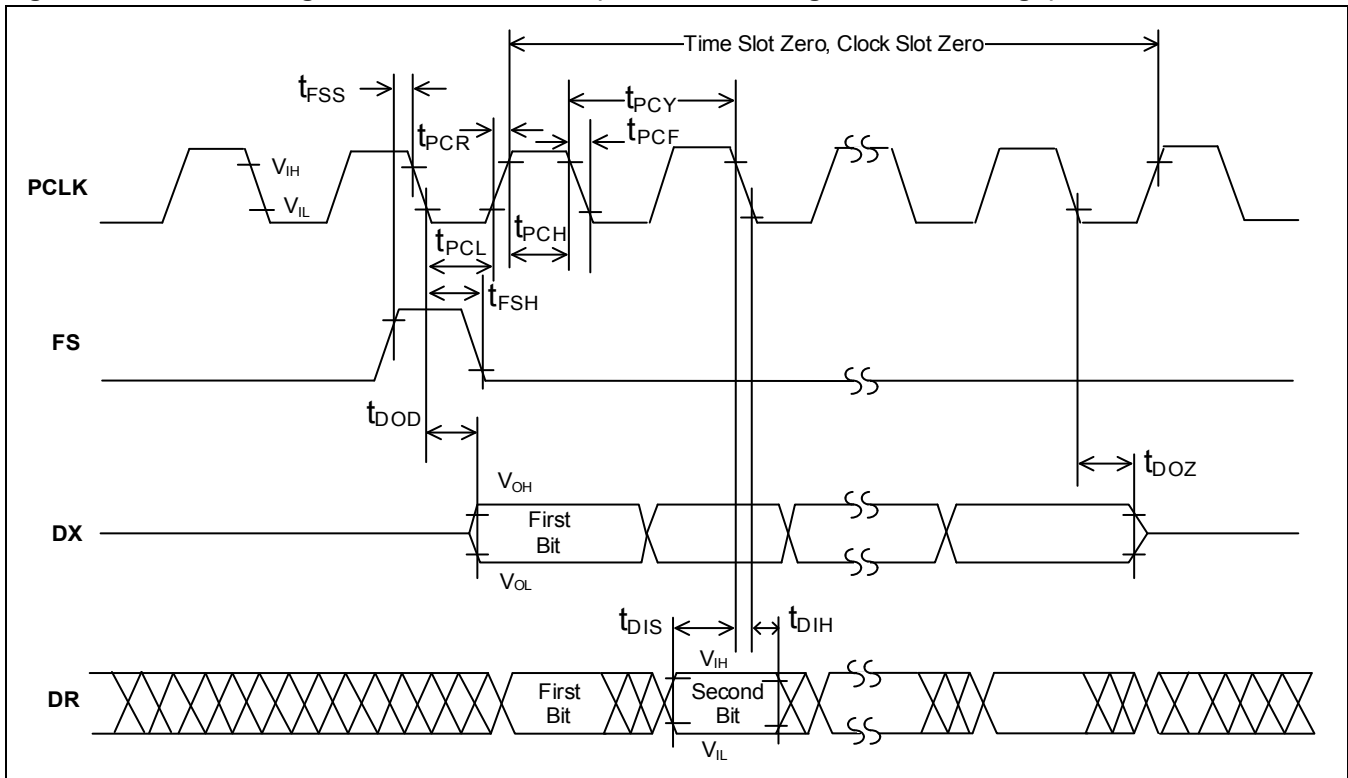 Time Slot Zero, Clock Slot Zero
tFSS
tPCY
tPCR
tPCF
VIH
PCLK
VIL
tPCH
tPCL
tFSH
FS
tDOD
tDOZ
VOH
DX
First
Bit
VOL
tDIS
tDIH
VIH
DR
First
Bit
Second
Bit
VIL